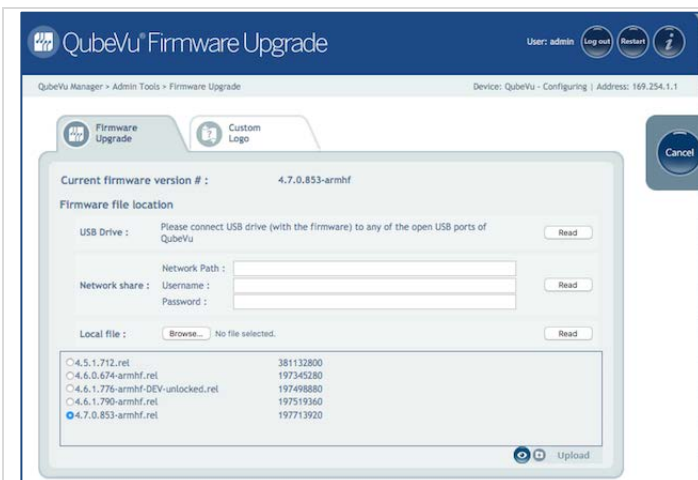 QubeVu® Firmware Upgrade
User: admin
Log out
Restart
i
QubeVu Manager > Admin Tools > Firmware Upgrade
Device: QubeVu - Configuring | Address: 169.254.1.1
Firmware
Upgrade
Custom
Logo
Cancel
Current firmware version # :
4.7.0.853-armhf
Firmware file location
USB Drive :
Please connect USB drive (with the firmware) to any of the open USB ports of
QubeVu
Read
Network share :
Network Path :
Username :
Password :
Read
Local file :
Browse... No file selected.
Read
4.5.1.712.rel 381132800
4.6.0.674-armhf.rel 197345280
4.6.1.776-armhf-DEV-unlocked.rel 197498880
4.6.1.790-armhf.rel 197519360
4.7.0.853-armhf.rel 197713920
Upload